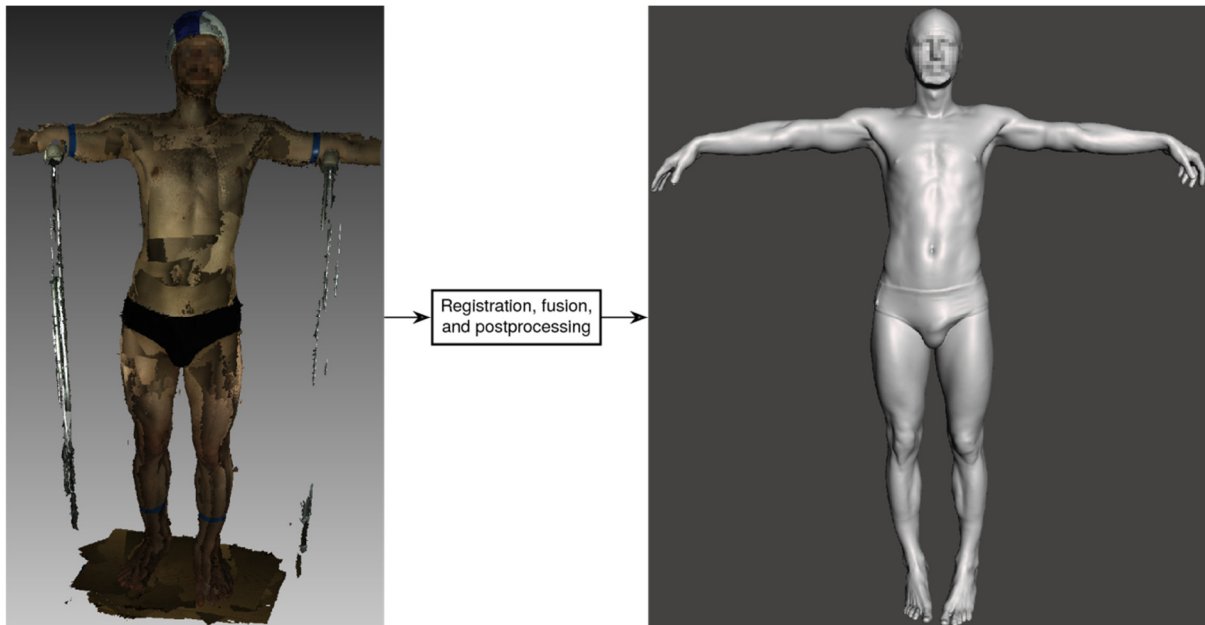 Registration, fusion,
and postprocessing